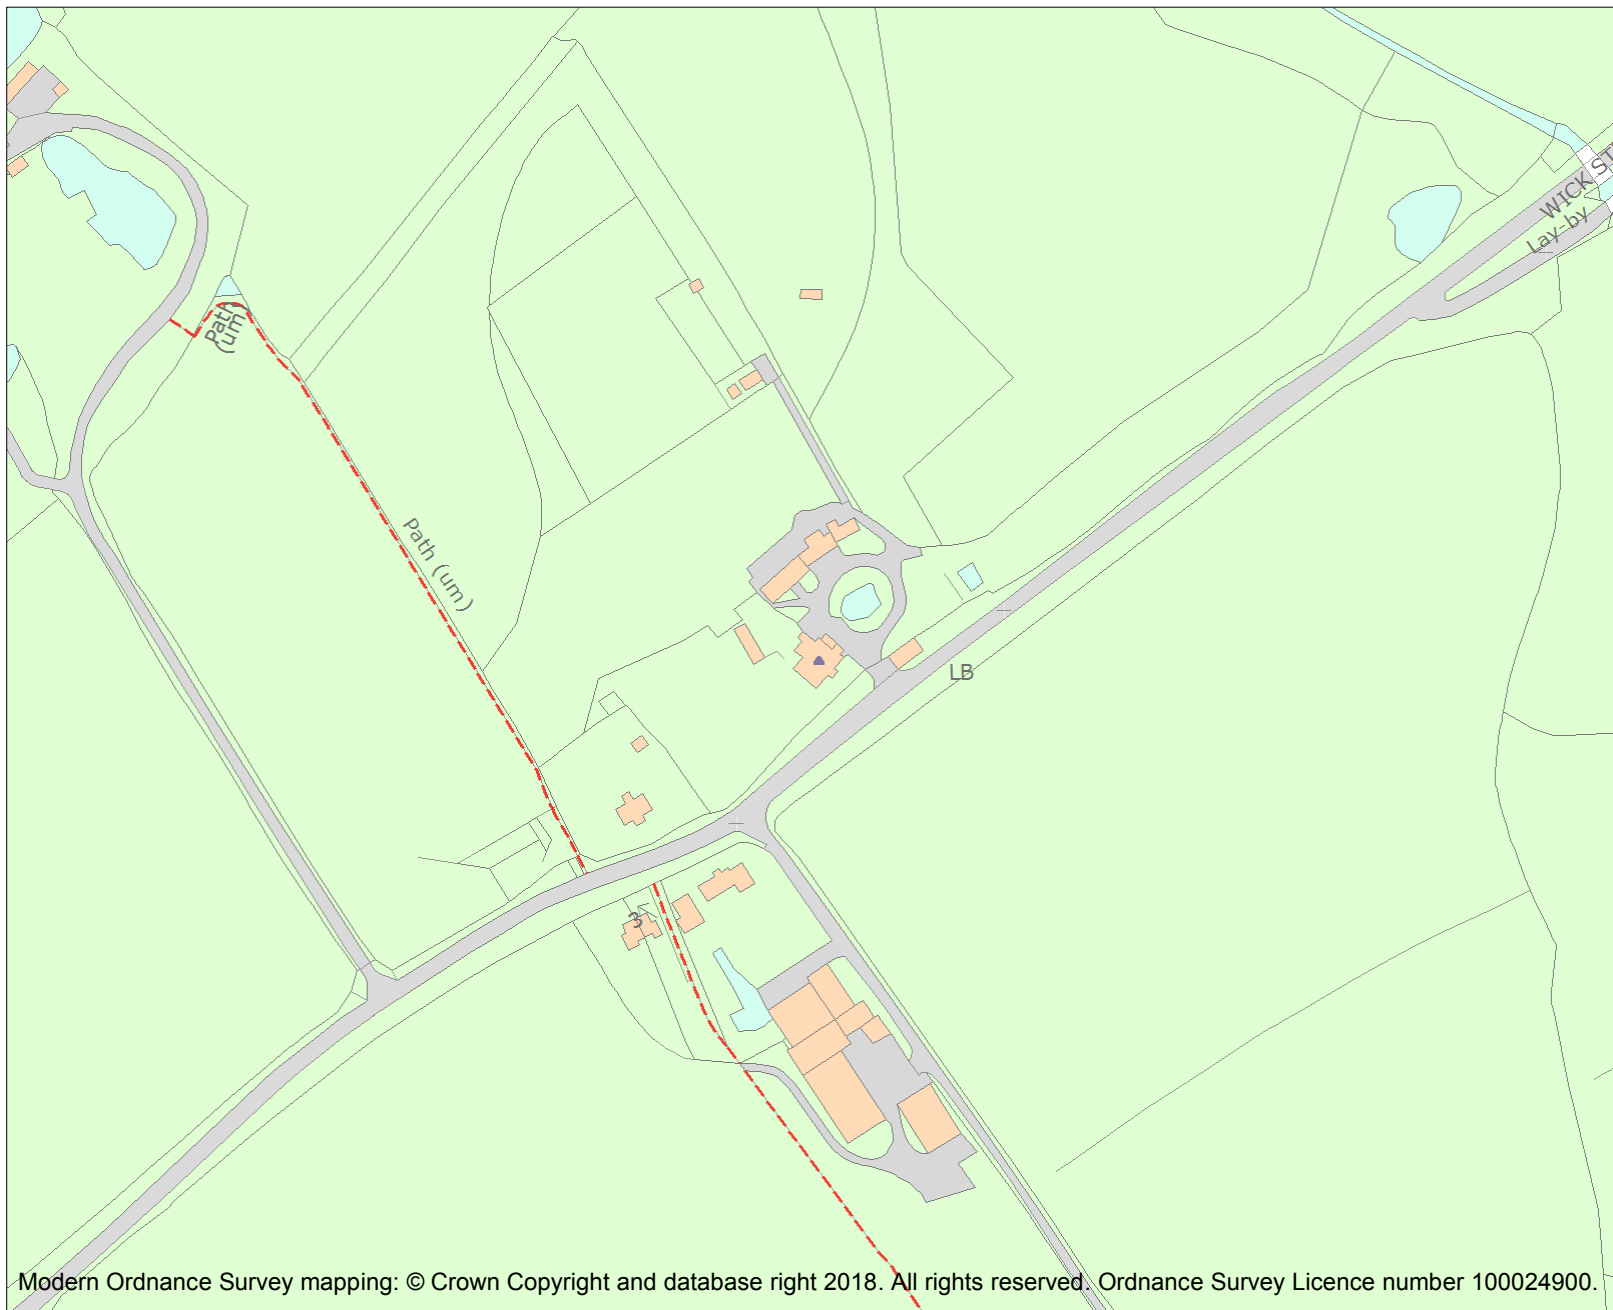 WICK ST
Lay-by
Path
(um)
Path (um)
LB
3
Modern Ordnance Survey mapping: © Crown Copyright and database right 2018. All rights reserved. Ordnance Survey Licence number 100024900.